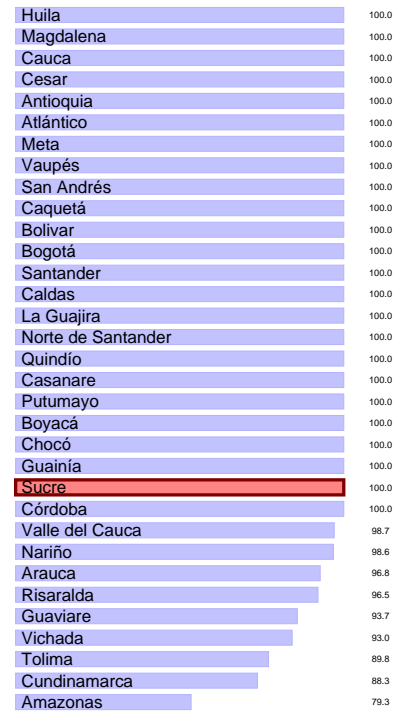 Huila 100.0
Magdalena 100.0
Cauca 100.0
Cesar 100.0
Antioquia 100.0
Atlántico 100.0
Meta 100.0
Vaupés 100.0
San Andrés 100.0
Caquetá 100.0
Bolivar 100.0
Bogotá 100.0
Santander 100.0
Caldas 100.0
La Guajira 100.0
Norte de Santander 100.0
Quindío 100.0
Casanare 100.0
Putumayo 100.0
Boyacá 100.0
Chocó 100.0
Guainía 100.0
Sucre 100.0
Córdoba 100.0
Valle del Cauca 98.7
Nariño 98.6
Arauca 96.8
Risaralda 96.5
Guaviare 93.7
Vichada 93.0
Tolima 89.8
Cundinamarca 88.3
Amazonas 79.3